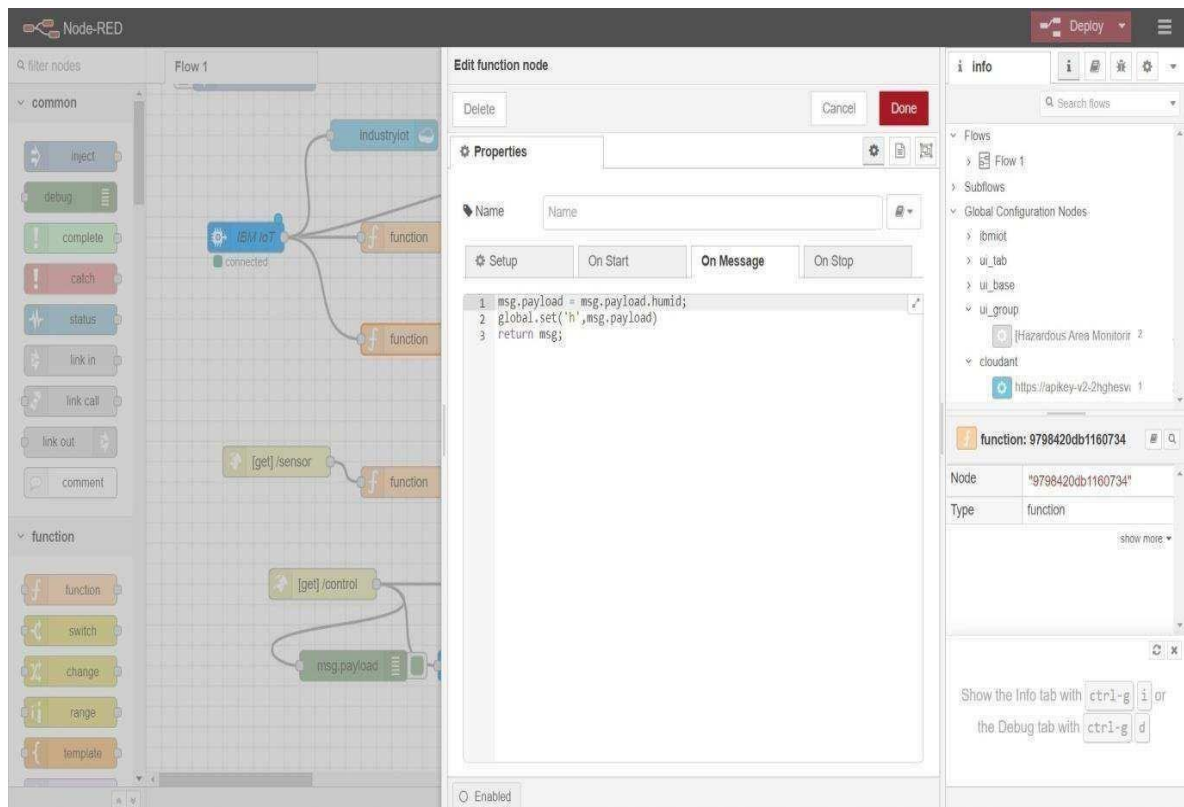 Node-RED
Deploy
filter nodes
Flow 1
common
inject
debug
complete
catch
status
link in
link call
link out
comment
function
function
switch
change
range
template
industryiot
IBM IoT
connected
function
function
[get] /sensor
function
[get] /control
msg.payload
Edit function node
Delete
Cancel
Done
Properties
Name
Name
Setup
On Start
On Message
On Stop
1 msg.payload = msg.payload.humid;
2 global.set('h',msg.payload)
3 return msg;
Enabled
i info
i
Search flows
Flows
Flow 1
Subflows
Global Configuration Nodes
ibmiot
ui_tab
ui_base
ui_group
[Hazardous Area Monitorir 2
cloudant
https://apikey-v2-2hghesv 1
function: 9798420db1160734
Node "9798420db1160734"
Type function
show more
Show the Info tab with ctrl-g i or
the Debug tab with ctrl-g d